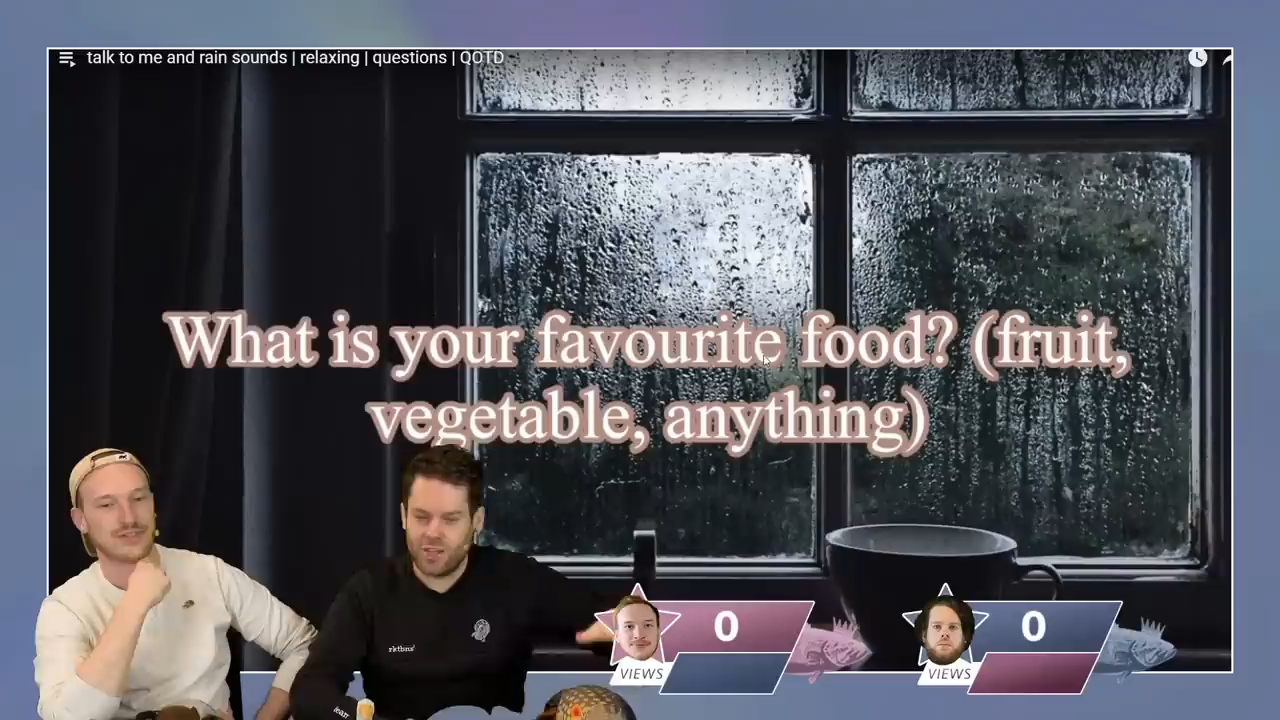 talk to me and rain sounds | relaxing | questions | QOTD
What is your favourite food? (fruit,
vegetable, anything)
0
0
VIEWS
VIEWS